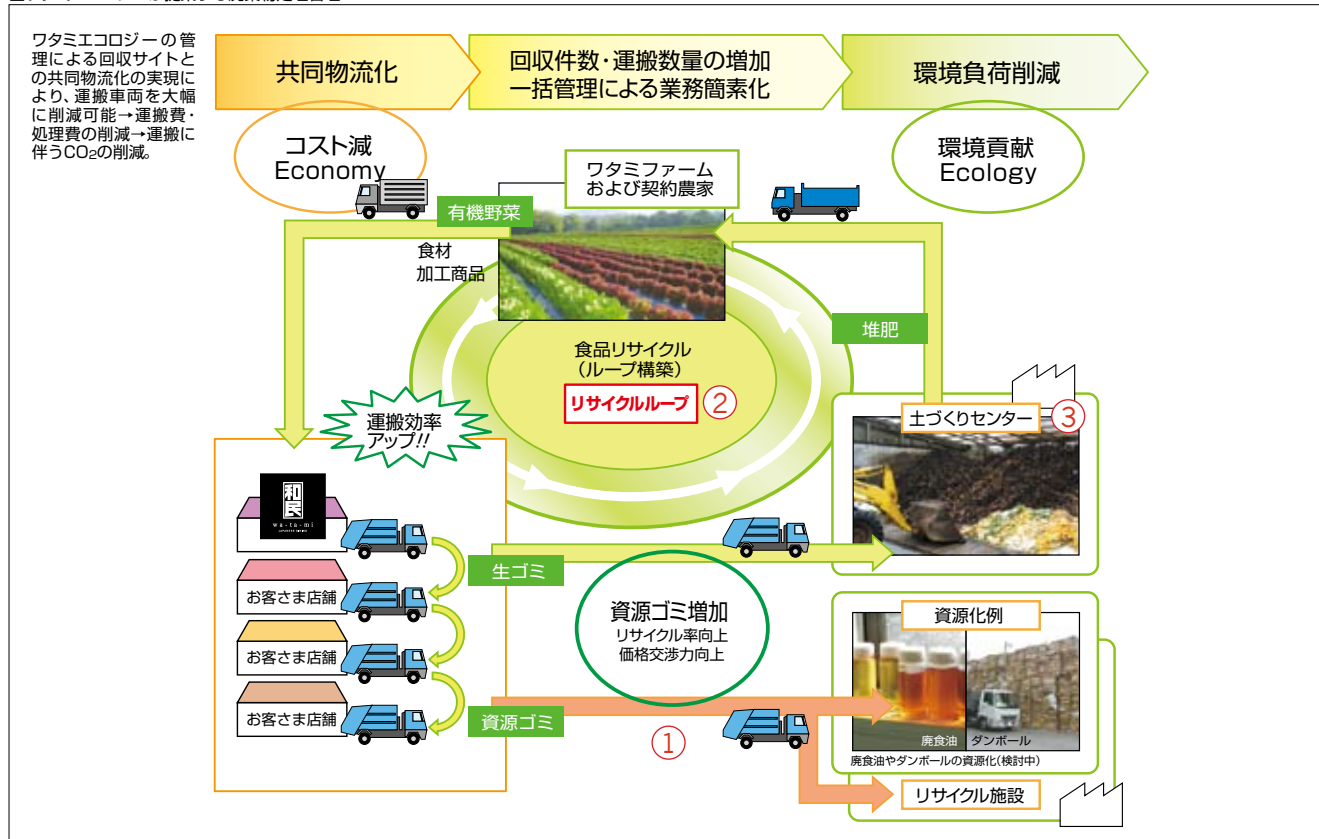 ワタミエコロジーの管
理による回収サイトと
の共同物流化の実現に
より、運搬車両を大幅
に削減可能→運搬費・
処理費の削減→運搬に
伴うCO₂の削減。
共同物流化
回収件数・運搬数量の増加
一括管理による業務簡素化
環境負荷削減
コスト減
Economy
ワタミファーム
および契約農家
環境貢献
Ecology
有機野菜
食材
加工商品
堆肥
食品リサイクル
(ループ構築)
リサイクルループ
②
運搬効率
アップ!!
土づくりセンター
③
和民
wa-ta-mi
お客さま店舗
お客さま店舗
お客さま店舗
生ゴミ
資源ゴミ増加
リサイクル率向上
価格交渉力向上
資源ゴミ
①
資源化例
廃食油
ダンボール
廃食油やダンボールの資源化(検討中)
リサイクル施設